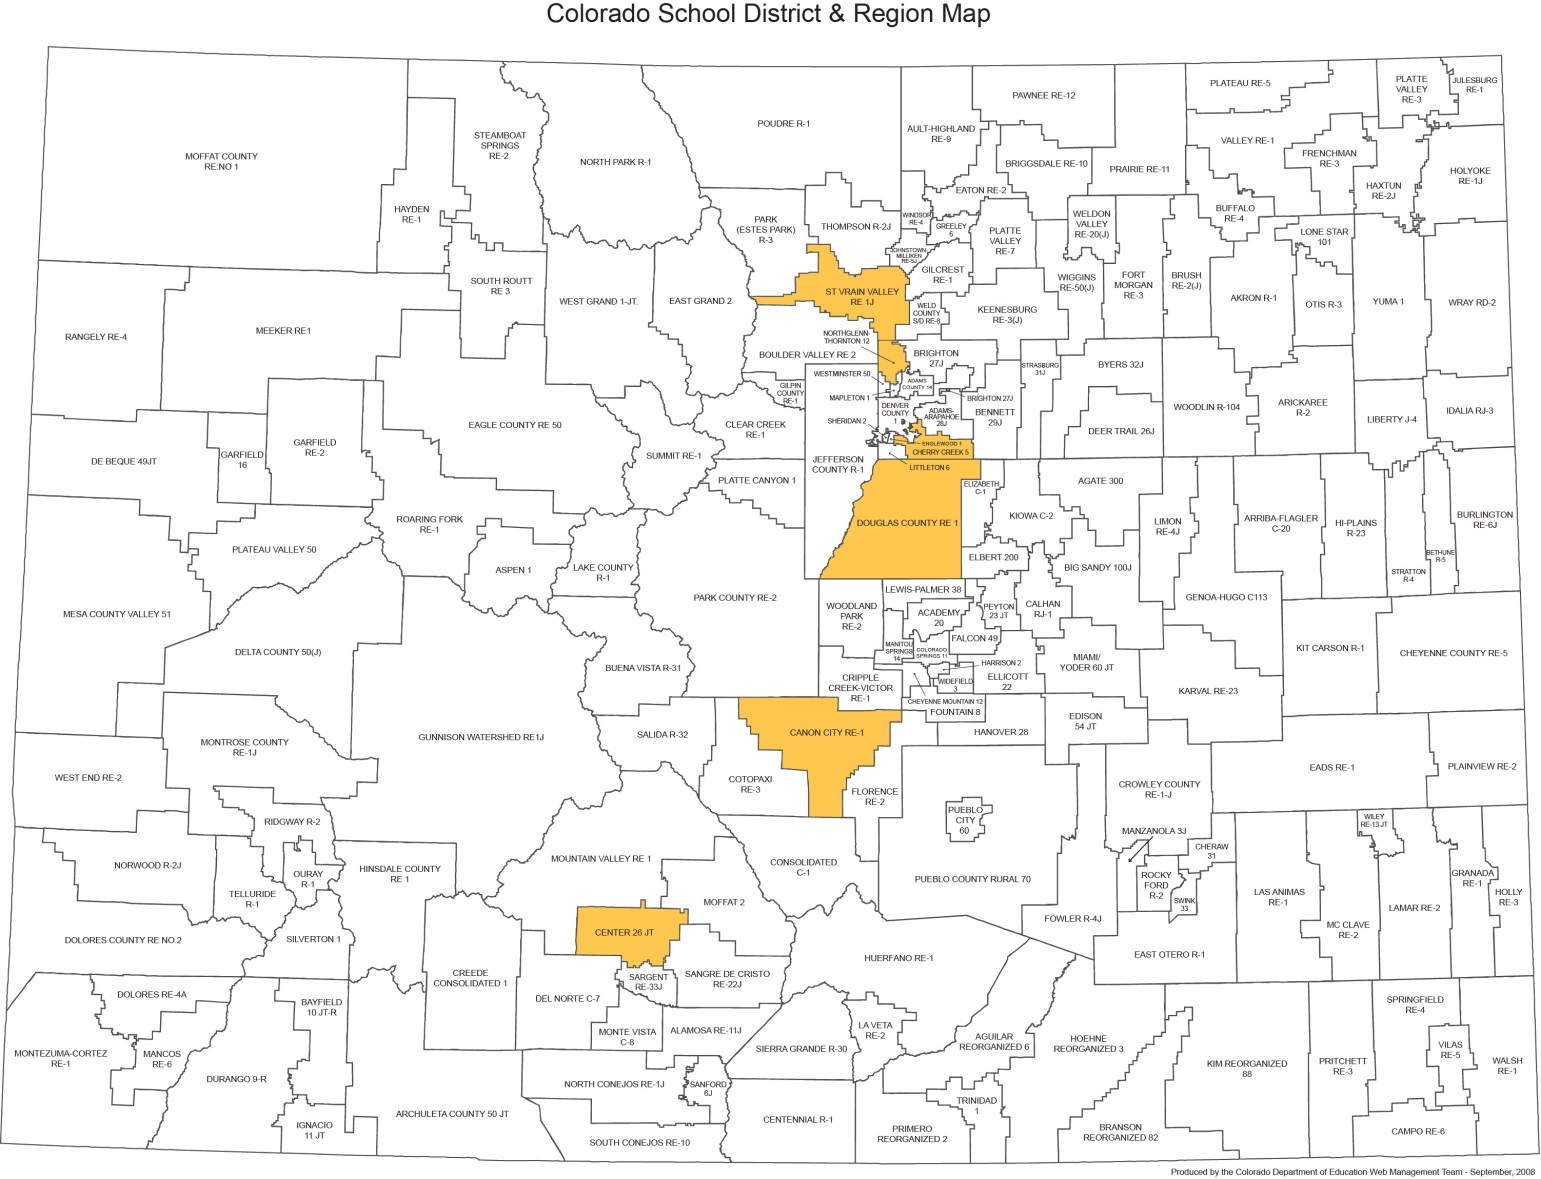 Colorado School District & Region Map
MOFFAT COUNTY
RE:NO 1
HAYDEN
RE-1
STEAMBOAT
SPRINGS
RE-2
NORTH PARK R-1
POUDRE R-1
AULT-HIGHLAND
RE-9
PAWNEE RE-12
BRIGGSDALE RE-10
PRAIRIE RE-11
PLATEAU RE-5
PLATTE
VALLEY
RE-3
JULESBURG
RE-1
VALLEY RE-1
FRENCHMAN
RE-3
HAXTUN
RE-2J
HOLYOKE
RE-1J
BUFFALO
RE-4
LONE STAR
101
EATON RE-2
WINDSOR
RE-4
GREELEY
6
PLATTE
VALLEY
RE-7
WELDON
VALLEY
RE-20(J)
PARK
(ESTES PARK)
R-3
THOMPSON R-2J
JOHNSTOWN-
MILLIKEN
RE-5J
GILCREST
RE-1
ST VRAIN VALLEY
RE 1J
WELD
COUNTY
S/D RE-8
KEENESBURG
RE-3(J)
WIGGINS
RE-50(J)
FORT
MORGAN
RE-3
BRUSH
RE-2(J)
AKRON R-1
OTIS R-3
YUMA 1
WRAY RD-2
RANGELY RE-4
MEEKER RE1
SOUTH ROUTT
RE 3
WEST GRAND 1-JT.
EAST GRAND 2
NORTHGLENN-
THORNTON 12
BOULDER VALLEY RE 2
BRIGHTON
27J
WESTMINSTER 50
ADAMS
COUNTY 14
MAPLETON 1
BRIGHTON 27J
GILPIN
COUNTY
RE-1
DENVER
COUNTY
1
ADAMS-
ARAPAHOE
28J
BENNETT
29J
STRASBURG
31J
BYERS 32J
DEER TRAIL 26J
WOODLIN R-104
ARICKAREE
R-2
LIBERTY J-4
IDALIA RJ-3
SHERIDAN 2
ENGLEWOOD 1
CHERRY CREEK 5
LITTLETON 6
CLEAR CREEK
RE-1
JEFFERSON
COUNTY R-1
EAGLE COUNTY RE 50
SUMMIT RE-1
PLATTE CANYON 1
DE BEQUE 49JT
GARFIELD
16
GARFIELD
RE-2
ROARING FORK
RE-1
ASPEN 1
LAKE COUNTY
R-1
PLATEAU VALLEY 50
MESA COUNTY VALLEY 51
DELTA COUNTY 50(J)
PARK COUNTY RE-2
DOUGLAS COUNTY RE 1
ELIZABETH
C-1
KIOWA C-2
AGATE 300
ELBERT 200
BIG SANDY 100J
LIMON
RE-4J
ARRIBA-FLAGLER
C-20
HI-PLAINS
R-23
STRATTON
R-4
BETHUNE
R-5
BURLINGTON
RE-6J
GENOA-HUGO C113
WOODLAND
PARK
RE-2
LEWIS-PALMER 38
ACADEMY
20
PEYTON
23 JT
CALHAN
RJ-1
FALCON 49
MANITOU
SPRINGS
14
COLORADO
SPRINGS 11
HARRISON 2
WIDEFIELD
3
ELLICOTT
22
MIAMI/
YODER 60 JT
CHEYENNE MOUNTAIN 12
FOUNTAIN 8
HANOVER 28
EDISON
54 JT
KARVAL RE-23
KIT CARSON R-1
CHEYENNE COUNTY RE-5
CRIPPLE
CREEK-VICTOR
RE-1
BUENA VISTA R-31
SALIDA R-32
CANON CITY RE-1
COTOPAXI
RE-3
FLORENCE
RE-2
GUNNISON WATERSHED RE1J
MONTROSE COUNTY
RE-1J
WEST END RE-2
RIDGWAY R-2
NORWOOD R-2J
TELLURIDE
R-1
OURAY
R-1
HINSDALE COUNTY
RE 1
SILVERTON 1
DOLORES COUNTY RE NO.2
MOUNTAIN VALLEY RE 1
CONSOLIDATED
C-1
MOFFAT 2
CENTER 26 JT
PUEBLO
CITY
60
PUEBLO COUNTY RURAL 70
CROWLEY COUNTY
RE-1-J
MANZANOLA 3J
CHERAW
31
ROCKY
FORD
R-2
SWINK
33
FOWLER R-4J
EAST OTERO R-1
EADS RE-1
PLAINVIEW RE-2
WILEY
RE-13 JT
LAS ANIMAS
RE-1
MC CLAVE
RE-2
LAMAR RE-2
GRANADA
RE-1
HOLLY
RE-3
CREEDE
CONSOLIDATED 1
DEL NORTE C-7
SARGENT
RE-33J
SANGRE DE CRISTO
RE-22J
MONTE VISTA
C-8
ALAMOSA RE-11J
HUERFANO RE-1
LA VETA
RE-2
SIERRA GRANDE R-30
AGUILAR
REORGANIZED 6
HOEHNE
REORGANIZED 3
DOLORES RE-4A
MONTEZUMA-CORTEZ
RE-1
MANCOS
RE-6
BAYFIELD
10 JT-R
DURANGO 9-R
IGNACIO
11 JT
ARCHULETA COUNTY 50 JT
NORTH CONEJOS RE-1J
SANFORD
6J
SOUTH CONEJOS RE-10
CENTENNIAL R-1
PRIMERO
REORGANIZED 2
TRINIDAD
1
BRANSON
REORGANIZED 82
KIM REORGANIZED
88
PRITCHETT
RE-3
SPRINGFIELD
RE-4
VILAS
RE-5
WALSH
RE-1
CAMPO RE-6
Produced by the Colorado Department of Education Web Management Team - September, 2008